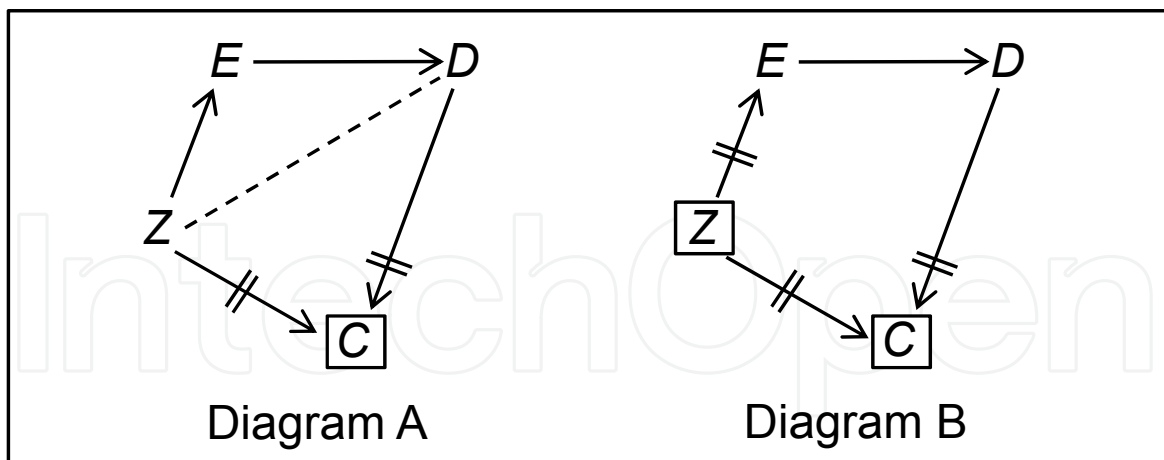 E D E D
Z Z
C C
Diagram A Diagram B
IntechOpen